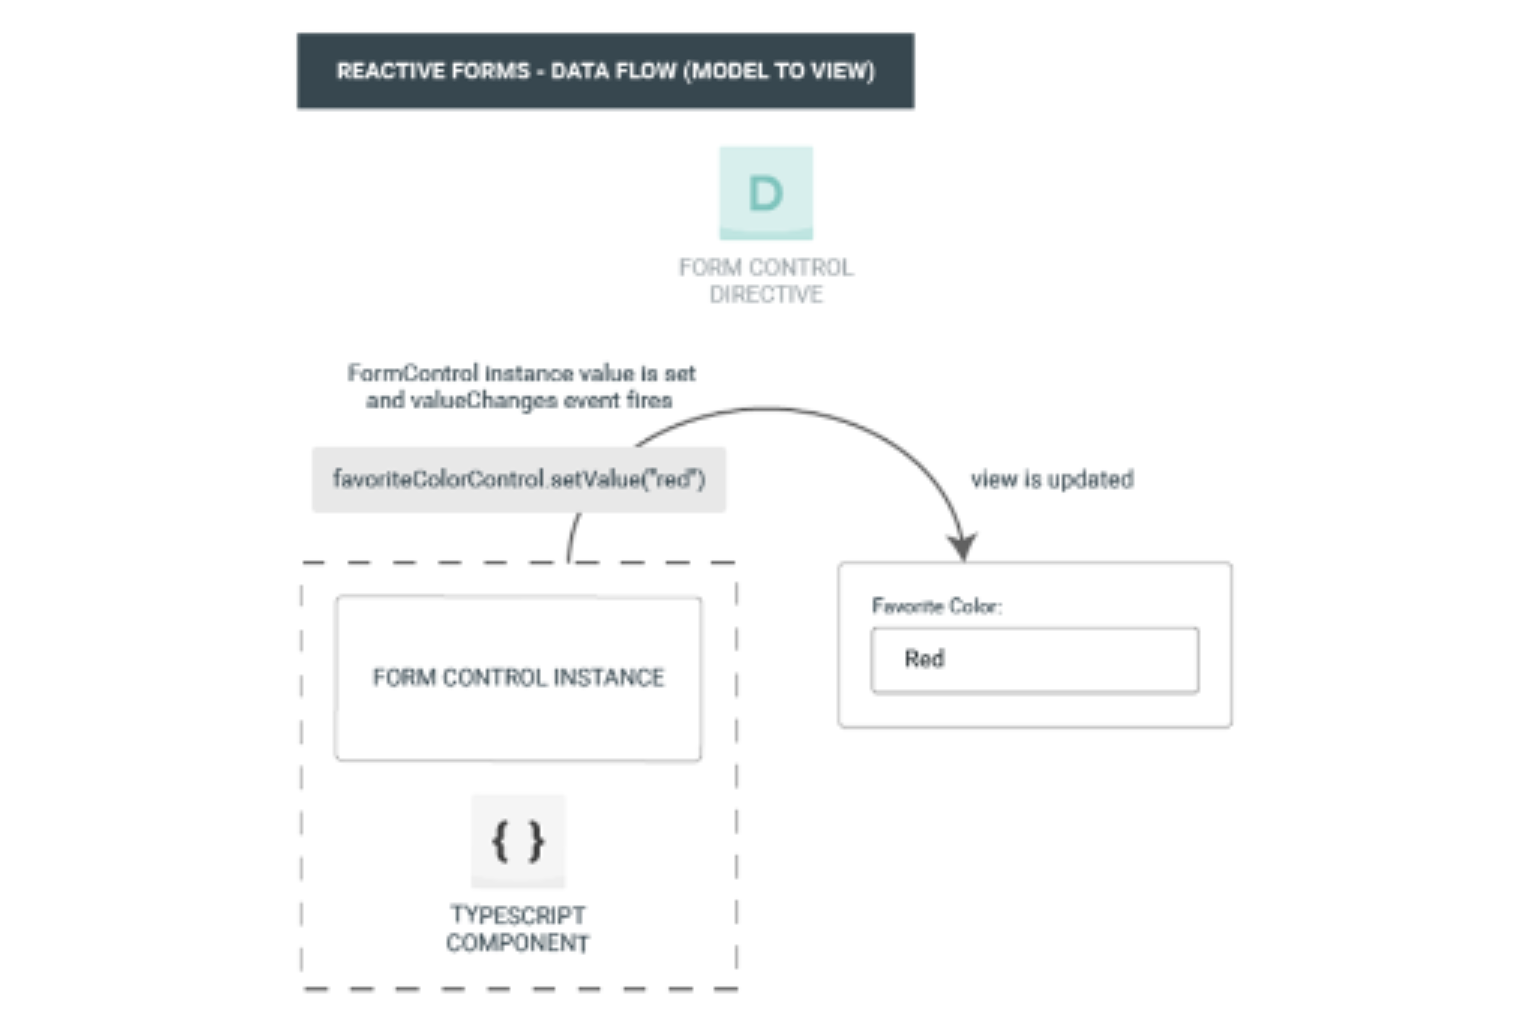 REACTIVE FORMS - DATA FLOW (MODEL TO VIEW)
D
FORM CONTROL
DIRECTIVE
FormControl instance value is set
and valueChanges event fires
favoriteColorControl.setValue("red")
view is updated
FORM CONTROL INSTANCE
{ }
TYPESCRIPT
COMPONENT
Favorite Color:
Red